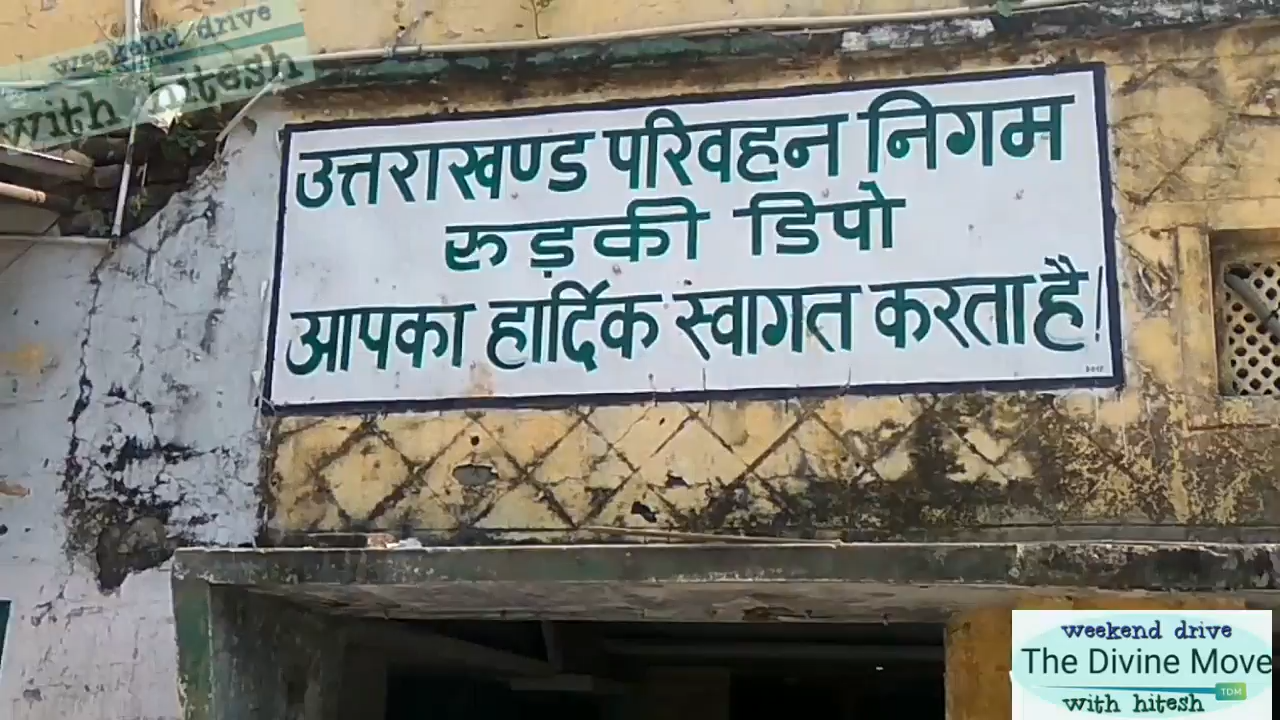 weekend drive
with hitesh
उत्तराखण्ड परिवहन निगम
रुड़की डिपो
आपका हार्दिक स्वागत करता है!
weekend drive
The Divine Move
TDM
with hitesh